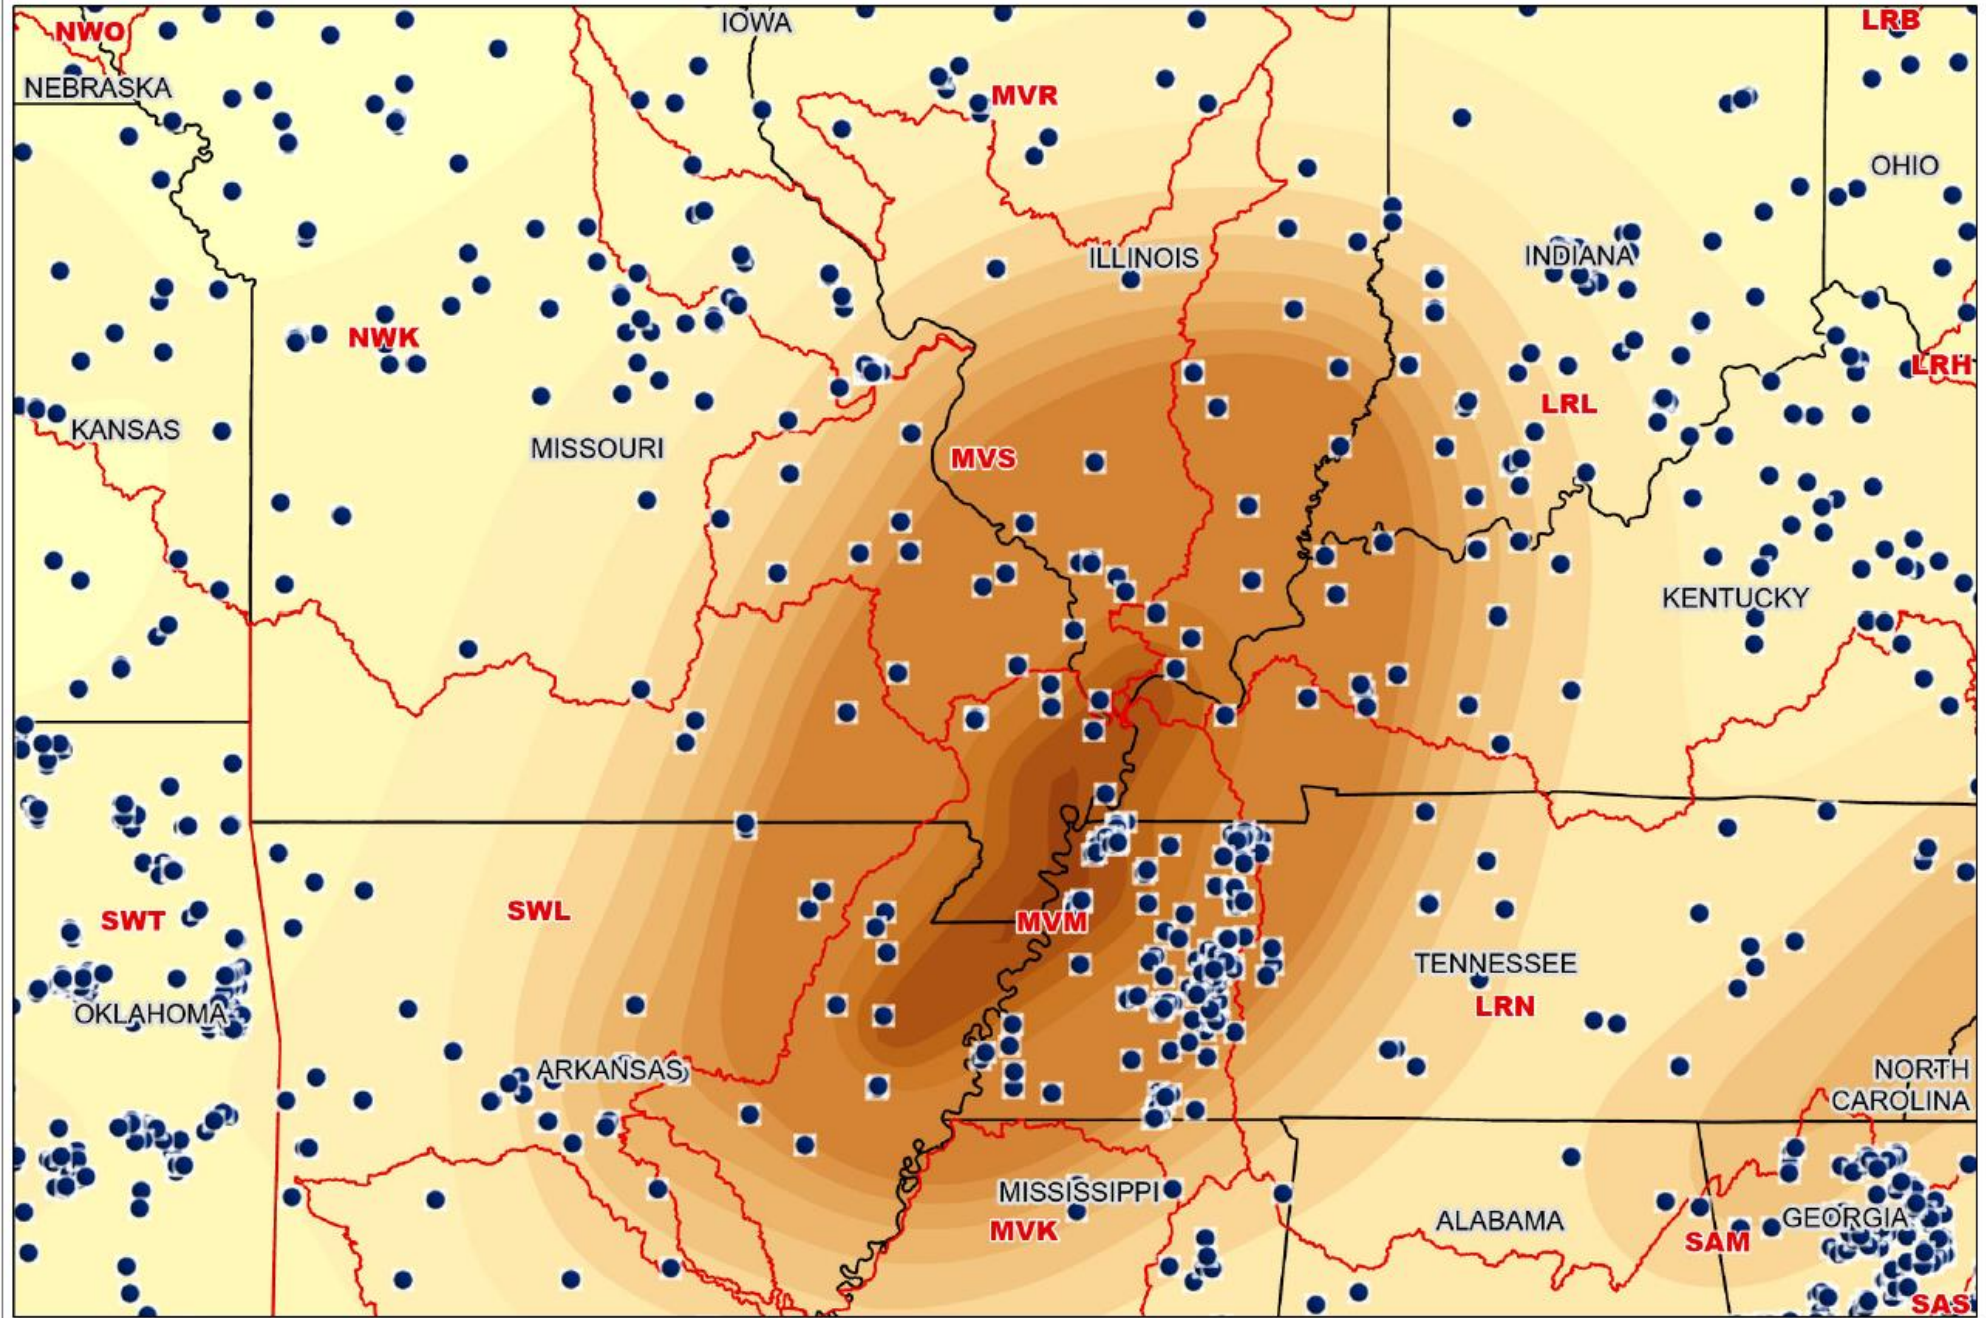 IOWA
LRB
NWO
NEBRASKA
MVR
OHIO
ILLINOIS
INDIANA
NWK
LRH
LRL
KANSAS
MISSOURI
MVS
KENTUCKY
SWL
SWT
MVM
TENNESSEE
LRN
OKLAHOMA
ARKANSAS
NORTH
CAROLINA
MISSISSIPPI
MVK
ALABAMA
GEORGIA
SAM
SAS